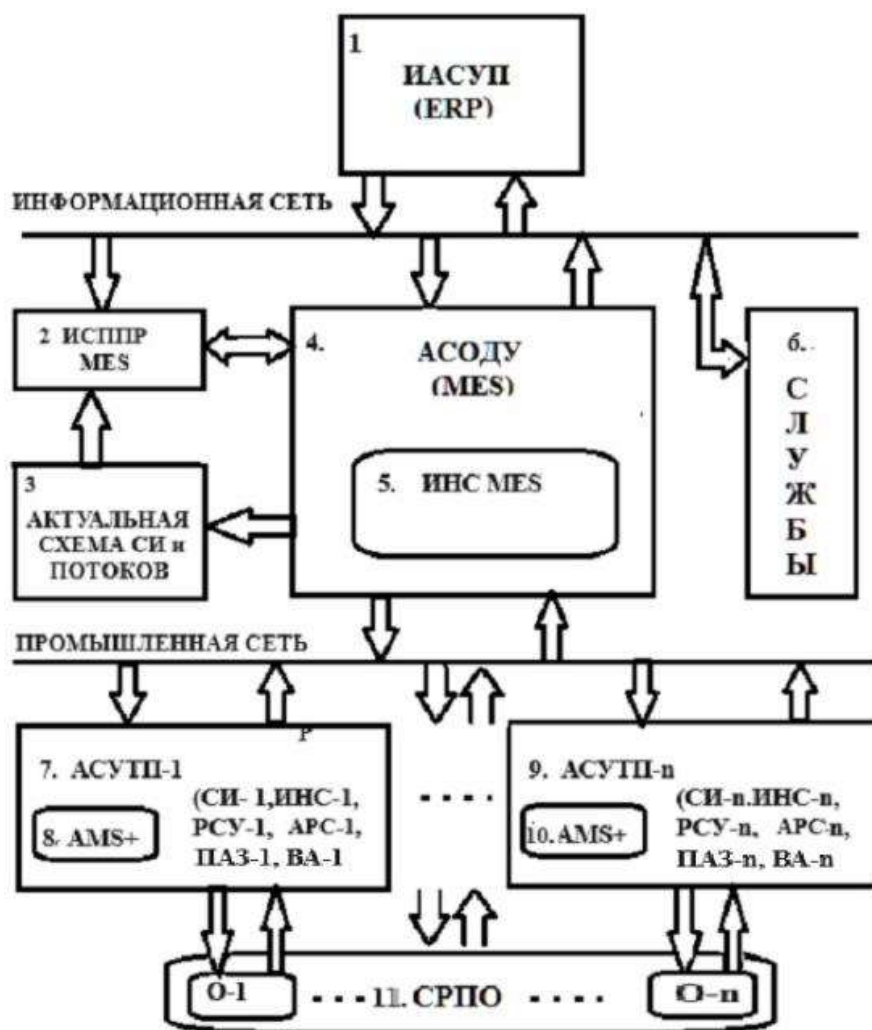 1
ИАСУП
(ERP)
ИНФОРМАЦИОННАЯ СЕТЬ
2 ИСППР
MES
4.
АСОДУ
(MES)
6.
С
Л
У
Ж
Б
Ы
5. ИНС MES
3
АКТУАЛЬНАЯ
СХЕМА СИ и
ПОТОКОВ
ПРОМЫШЛЕННАЯ СЕТЬ
Р
7. АСУТП-1
(СИ- 1,ИНС-1,
РСУ-1, АРС-1,
ПАЗ-1, ВА-1
8. AMS+
. . . .
9. АСУТП-n
(СИ-n.ИНС-n,
РСУ-n, АРС-n,
ПАЗ-n, ВА-n
10. AMS+
О-1 . . . . 11. СРПО . . . . О-n